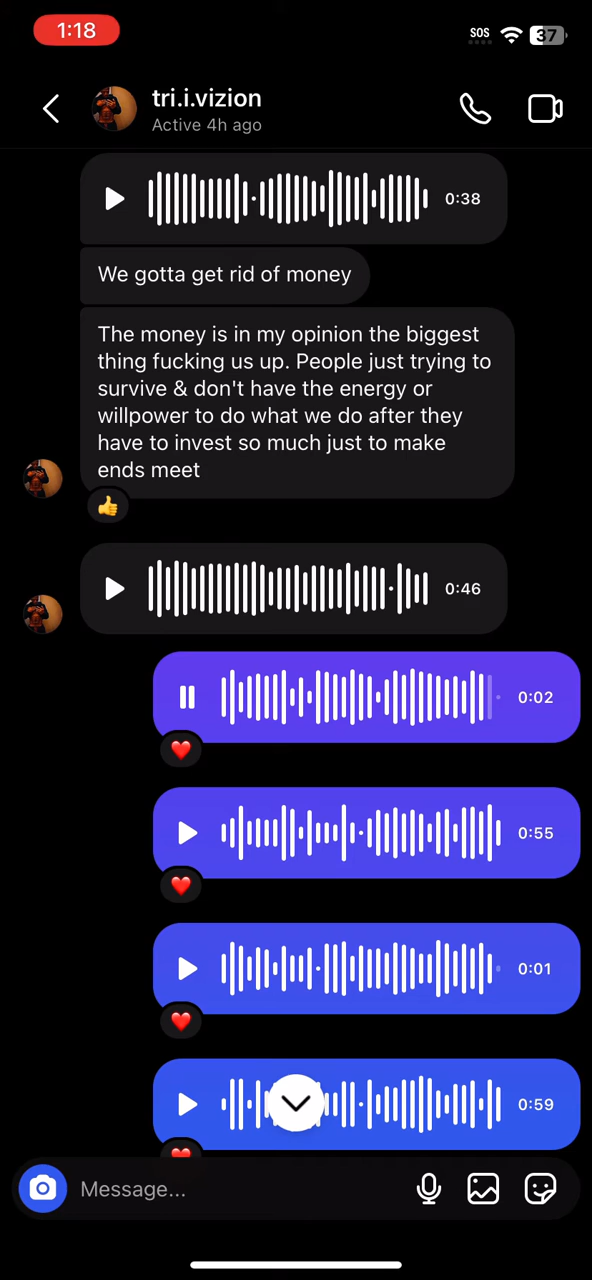 1:18
SOS
37
tri.i.vizion
Active 4h ago
0:38
We gotta get rid of money
The money is in my opinion the biggest
thing fucking us up. People just trying to
survive & don't have the energy or
willpower to do what we do after they
have to invest so much just to make
ends meet
0:46
0:02
0:55
0:01
0:59
Message...